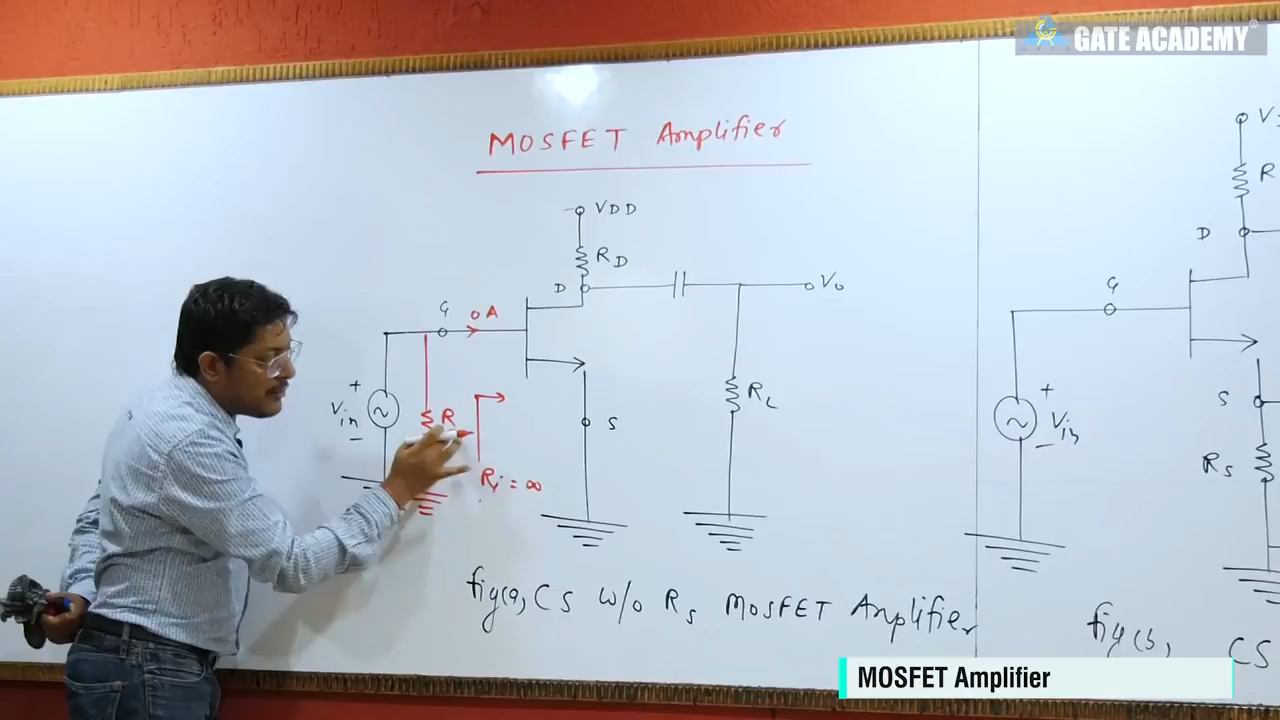 GATE ACADEMY
MOSFET Amplifier
VDD
RD
D
G
0 A
Vo
+
Vin
−
R
Ri = ∞
S
RL
fig(a), CS W/o Rs MOSFET Amplifier
R
D
G
+
Vin
−
S
RS
fig(b), CS
MOSFET Amplifier